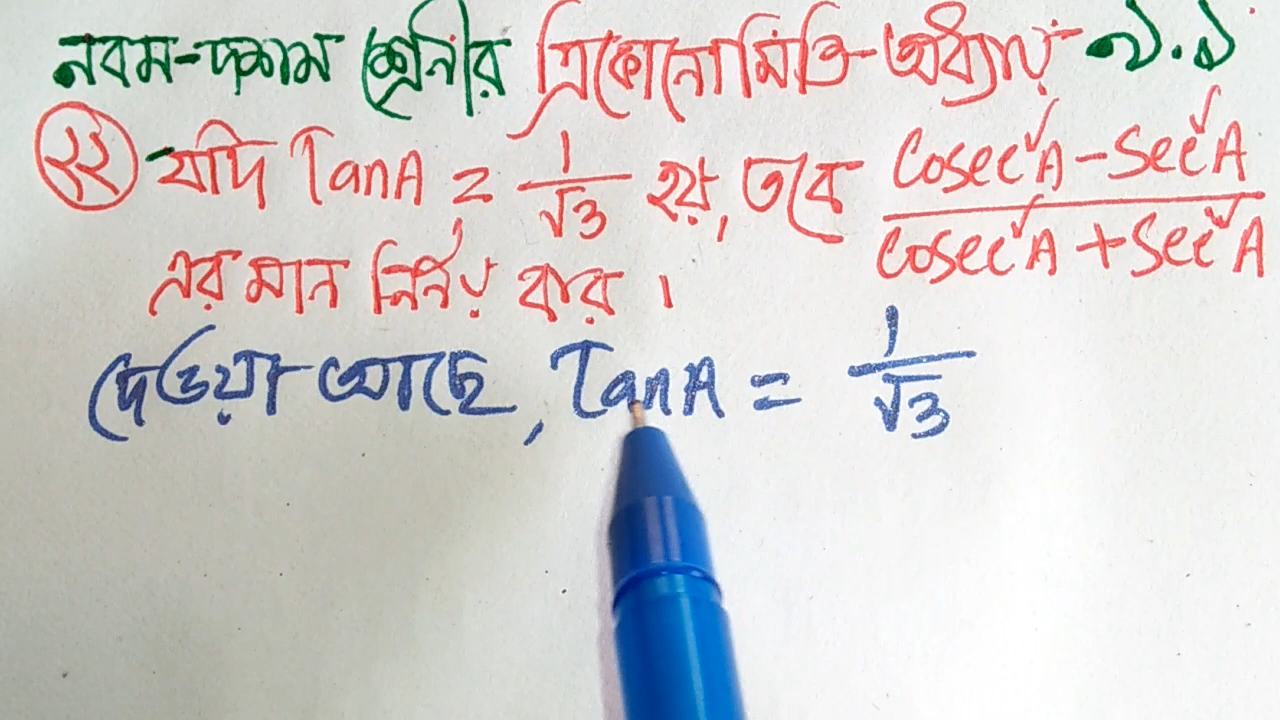 নবম-দশম শ্রেনীর ত্রিকোনোমিতি-অধ্যায়-৯.১
২২ যদি TanA = 1/√3 হয়, তবে (Cosec²A - Sec²A)/(Cosec²A + Sec²A)
এর মান নির্ণয় কর।
দেওয়া আছে, TanA = 1/√3